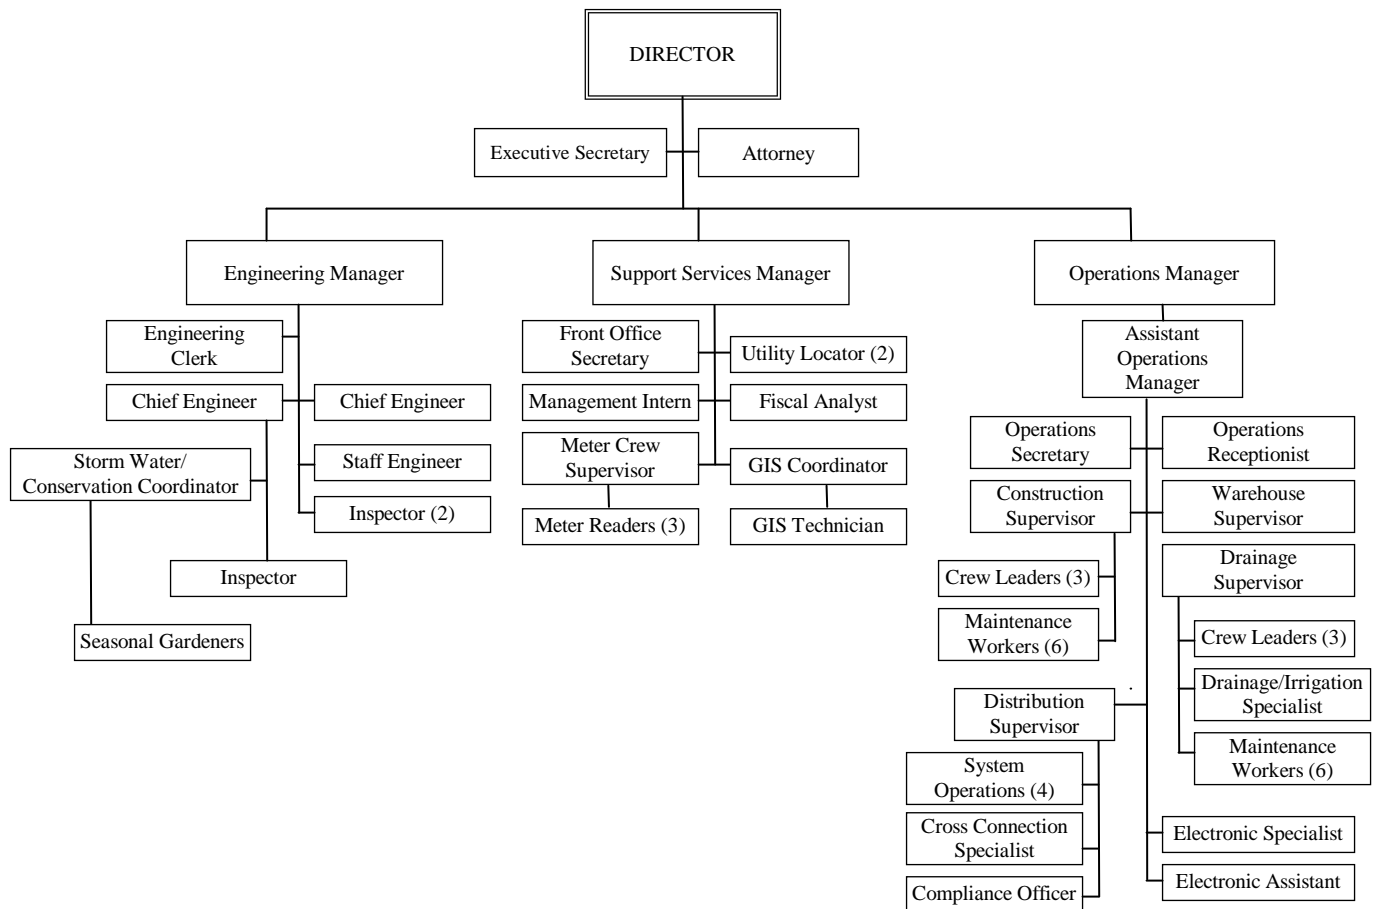 DIRECTOR
Executive Secretary
Attorney
Engineering Manager
Support Services Manager
Operations Manager
Engineering
Clerk
Chief Engineer
Chief Engineer
Staff Engineer
Storm Water/
Conservation Coordinator
Inspector (2)
Inspector
Seasonal Gardeners
Front Office
Secretary
Utility Locator (2)
Management Intern
Fiscal Analyst
Meter Crew
Supervisor
GIS Coordinator
Meter Readers (3)
GIS Technician
Assistant
Operations
Manager
Operations
Secretary
Operations
Receptionist
Construction
Supervisor
Warehouse
Supervisor
Crew Leaders (3)
Maintenance
Workers (6)
Drainage
Supervisor
Crew Leaders (3)
Drainage/Irrigation
Specialist
Maintenance
Workers (6)
Distribution
Supervisor
System
Operations (4)
Cross Connection
Specialist
Compliance Officer
Electronic Specialist
Electronic Assistant